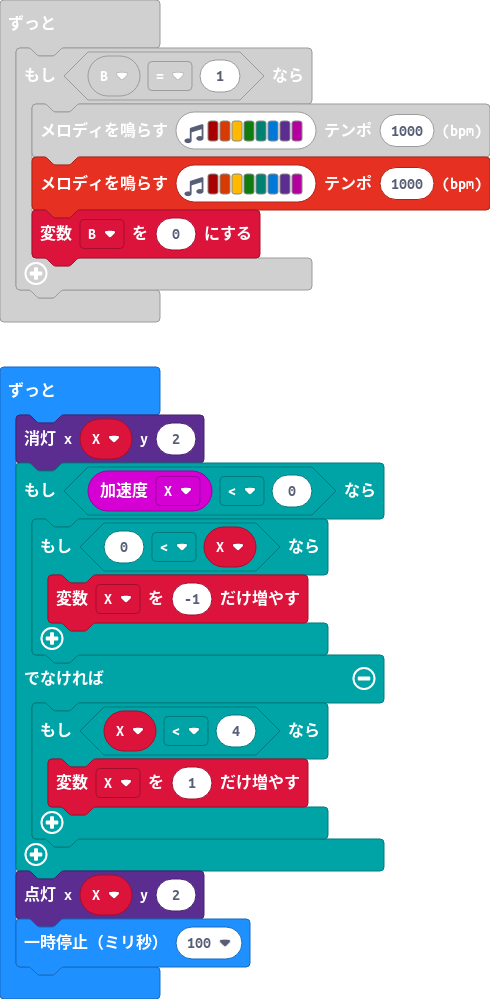 ずっと
もし B = 1 なら
メロディを鳴らす テンポ 1000 (bpm)
メロディを鳴らす テンポ 1000 (bpm)
変数 B を 0 にする
ずっと
消灯 x X y 2
もし 加速度 X < 0 なら
もし 0 < X なら
変数 X を -1 だけ増やす
でなければ
もし X < 4 なら
変数 X を 1 だけ増やす
点灯 x X y 2
一時停止（ミリ秒） 100